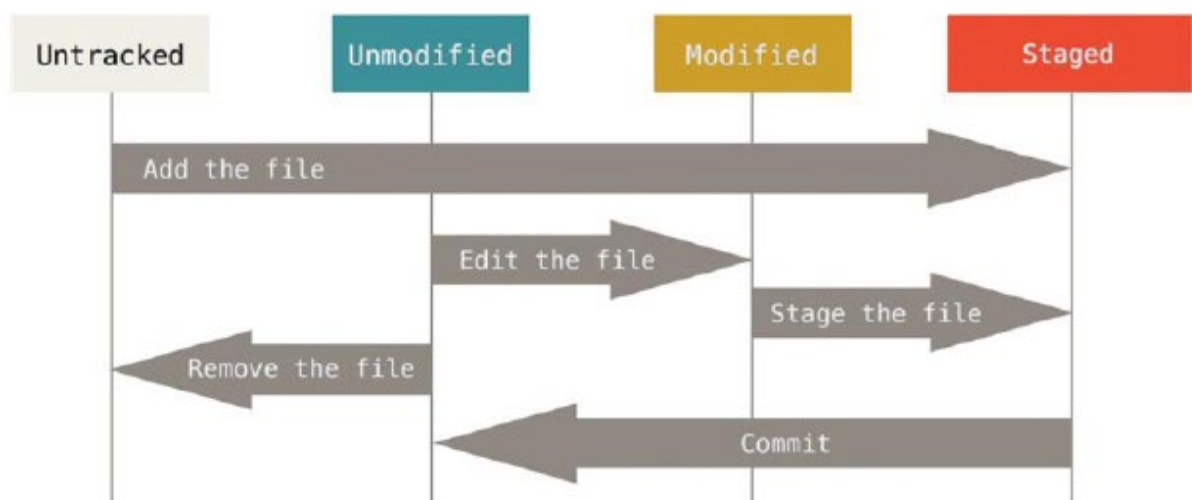 Untracked
Unmodified
Modified
Staged
Add the file
Edit the file
Stage the file
Remove the file
Commit